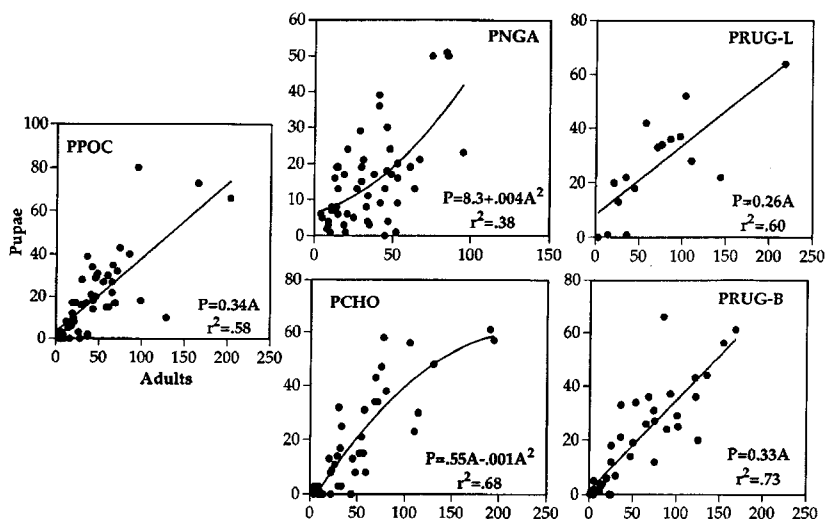 PPOC
P=0.34A
r²=.58
100
80
60
40
20
0
0 50 100 150 200 250
Pupae
Adults
PNGA
P=8.3+.004A²
r²=.38
60
50
40
30
20
10
0
0 50 100 150
PRUG-L
P=0.26A
r²=.60
80
60
40
20
0
0 50 100 150 200 250
PCHO
P=.55A-.001A²
r²=.68
80
60
40
20
0
0 50 100 150 200 250
PRUG-B
P=0.33A
r²=.73
80
60
40
20
0
0 50 100 150 200 250